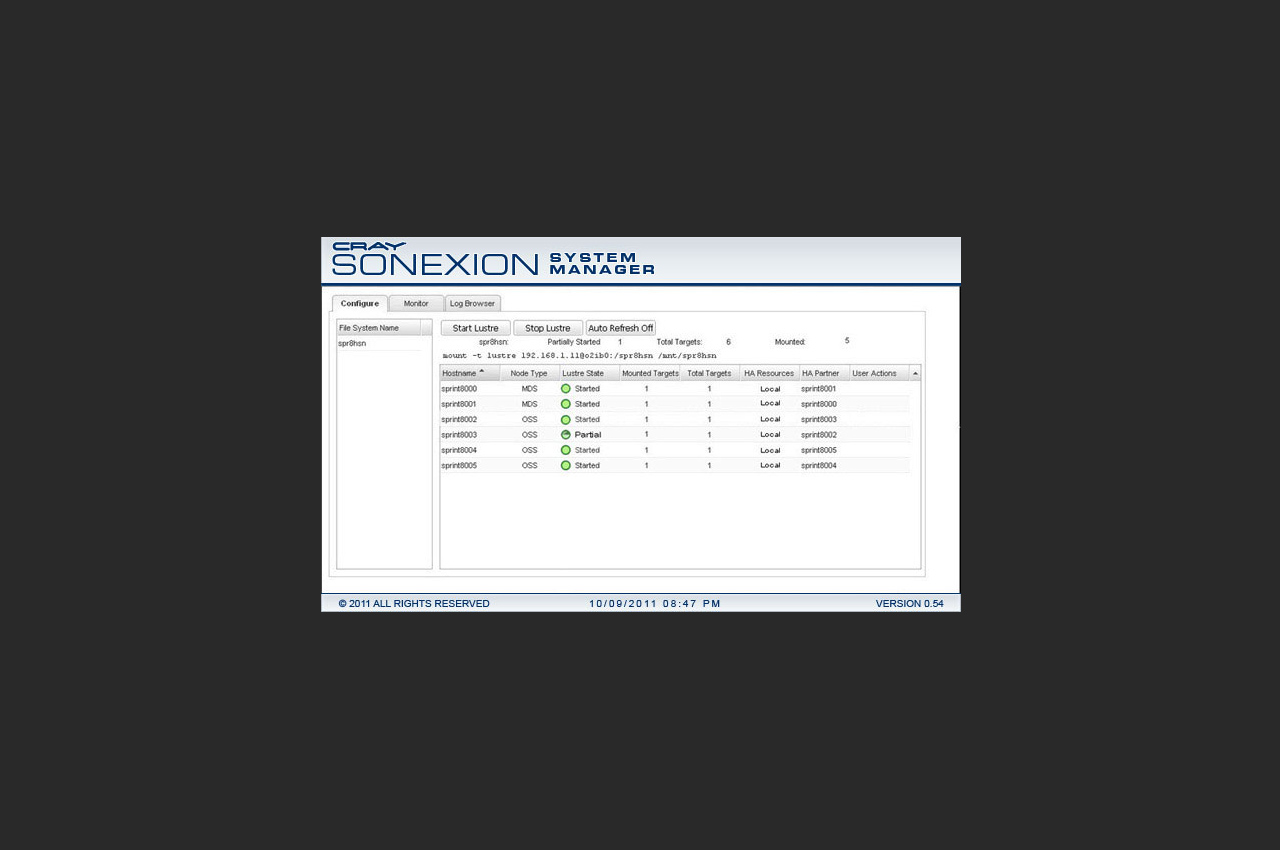 CRAY
SONEXION SYSTEM MANAGER
Configure Monitor Log Browser
File System Name
spr8hsn
Start Lustre Stop Lustre Auto Refresh Off
spr8hsn: Partially Started 1 Total Targets: 6 Mounted: 5
mount -t lustre 192.168.1.11@o2ib0:/spr8hsn /mnt/spr8hsn
Hostname Node Type Lustre State Mounted Targets Total Targets HA Resources HA Partner User Actions
sprint8000 MDS Started 1 1 Local sprint8001
sprint8001 MDS Started 1 1 Local sprint8000
sprint8002 OSS Started 1 1 Local sprint8003
sprint8003 OSS Partial 1 1 Local sprint8002
sprint8004 OSS Started 1 1 Local sprint8005
sprint8005 OSS Started 1 1 Local sprint8004
© 2011 ALL RIGHTS RESERVED 10/09/2011 08:47 PM VERSION 0.54